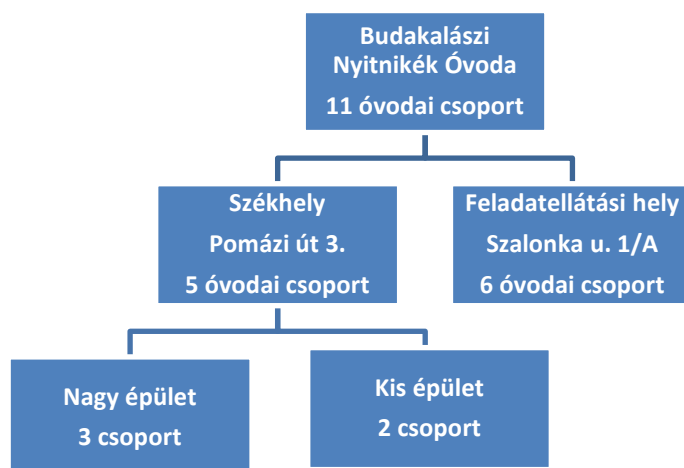 Budakalászi
Nyitnikék Óvoda
11 óvodai csoport
Székhely
Pomázi út 3.
5 óvodai csoport
Feladatellátási hely
Szalonka u. 1/A
6 óvodai csoport
Nagy épület
3 csoport
Kis épület
2 csoport